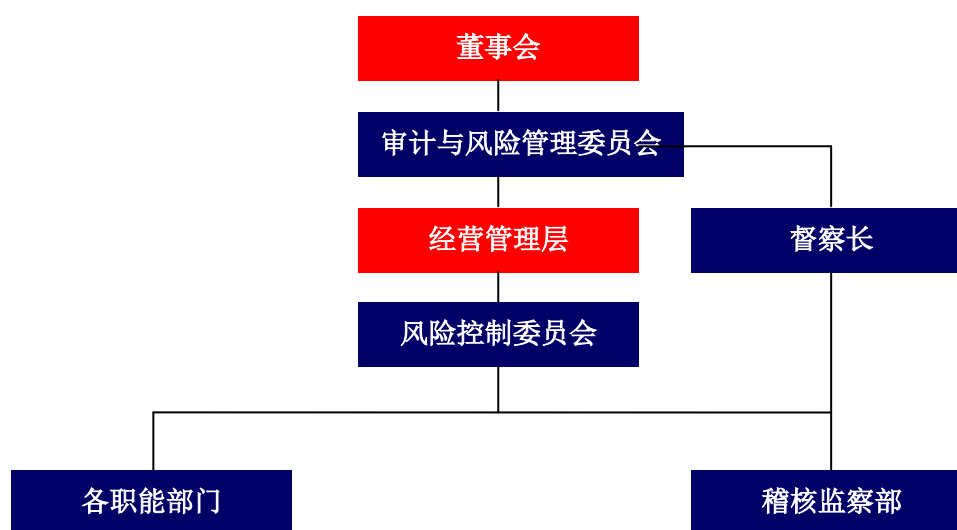 董事会
审计与风险管理委员会
经营管理层
督察长
风险控制委员会
各职能部门
稽核监察部